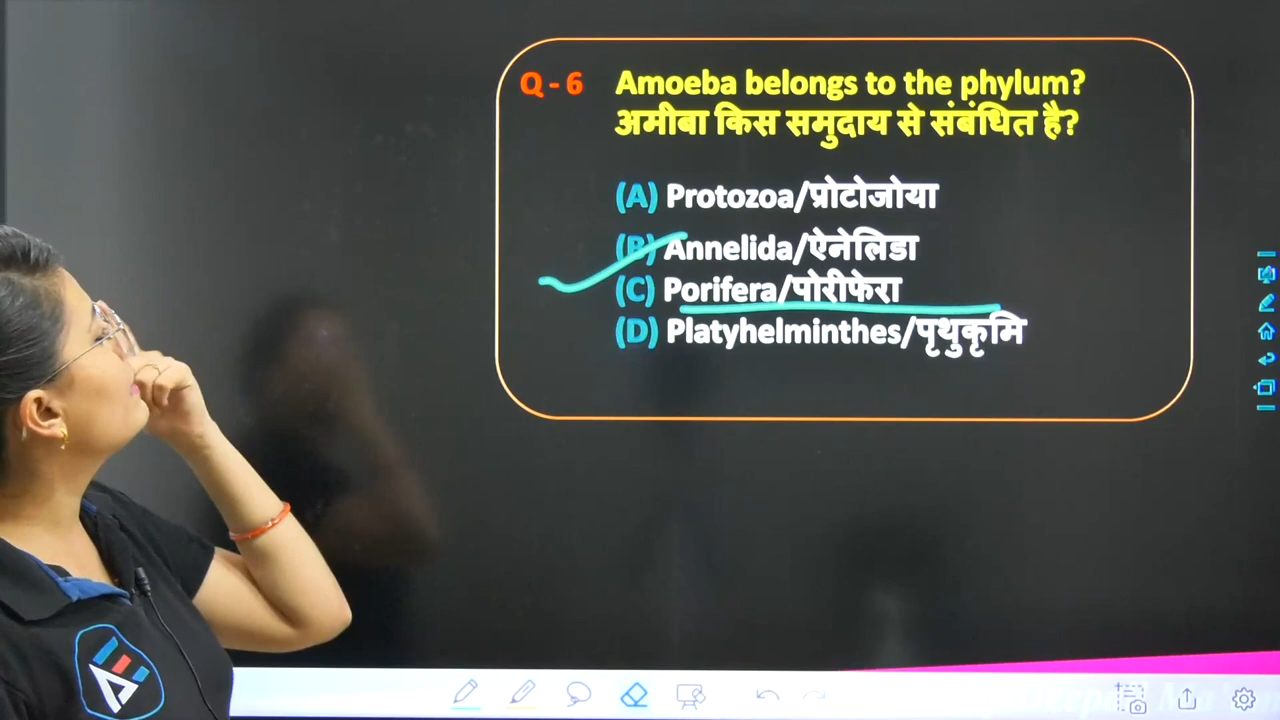 Q - 6 Amoeba belongs to the phylum?
अमीबा किस समुदाय से संबंधित है?
(A) Protozoa/प्रोटोजोया
(B) Annelida/ऐनेलिडा
(C) Porifera/पोरीफेरा
(D) Platyhelminthes/पृथुकृमि